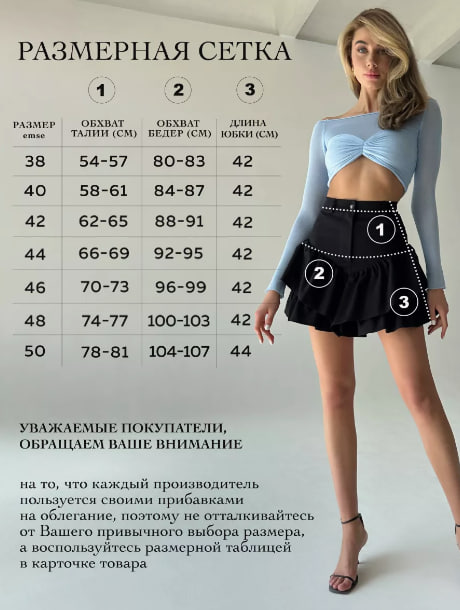 РАЗМЕРНАЯ СЕТКА
1 2 3
РАЗМЕР ОБХВАТ ОБХВАТ ДЛИНА
emse ТАЛИИ (СМ) БЕДЕР (СМ) ЮБКИ (СМ)
38 54-57 80-83 42
40 58-61 84-87 42
42 62-65 88-91 42
44 66-69 92-95 42
46 70-73 96-99 42
48 74-77 100-103 42
50 78-81 104-107 44
1
2
3
УВАЖАЕМЫЕ ПОКУПАТЕЛИ,
ОБРАЩАЕМ ВАШЕ ВНИМАНИЕ
на то, что каждый производитель
пользуется своими прибавками
на облегание, поэтому не отталкивайтесь
от Вашего привычного выбора размера,
а воспользуйтесь размерной таблицей
в карточке товара